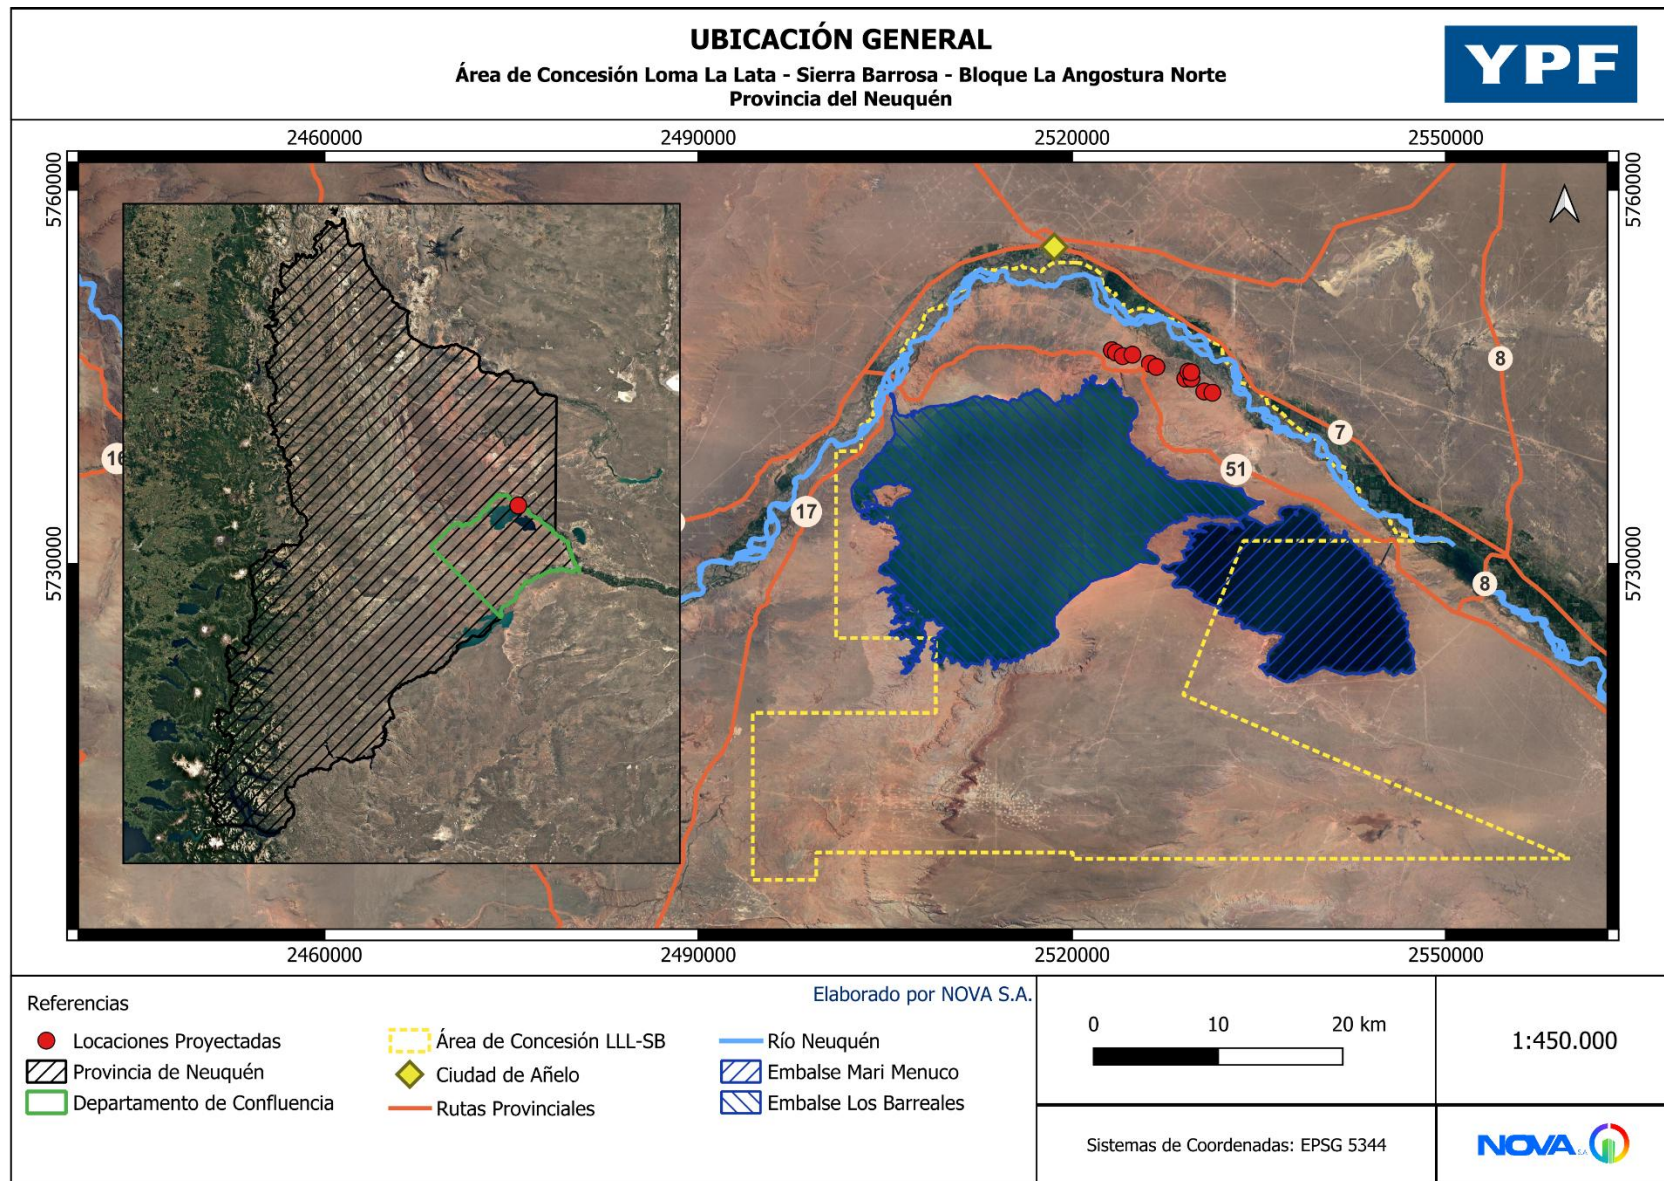 UBICACIÓN GENERAL
Área de Concesión Loma La Lata - Sierra Barrosa - Bloque La Angostura Norte
Provincia del Neuquén
YPF
2460000
2490000
2520000
2550000
5760000
5760000
8
7
51
16
17
8
5730000
5730000
2460000
2490000
2520000
2550000
Referencias
Elaborado por NOVA S.A.
Locaciones Proyectadas
Provincia de Neuquén
Departamento de Confluencia
Área de Concesión LLL-SB
Ciudad de Añelo
Rutas Provinciales
Río Neuquén
Embalse Mari Menuco
Embalse Los Barreales
0 10 20 km
1:450.000
Sistemas de Coordenadas: EPSG 5344
NOVA S.A.